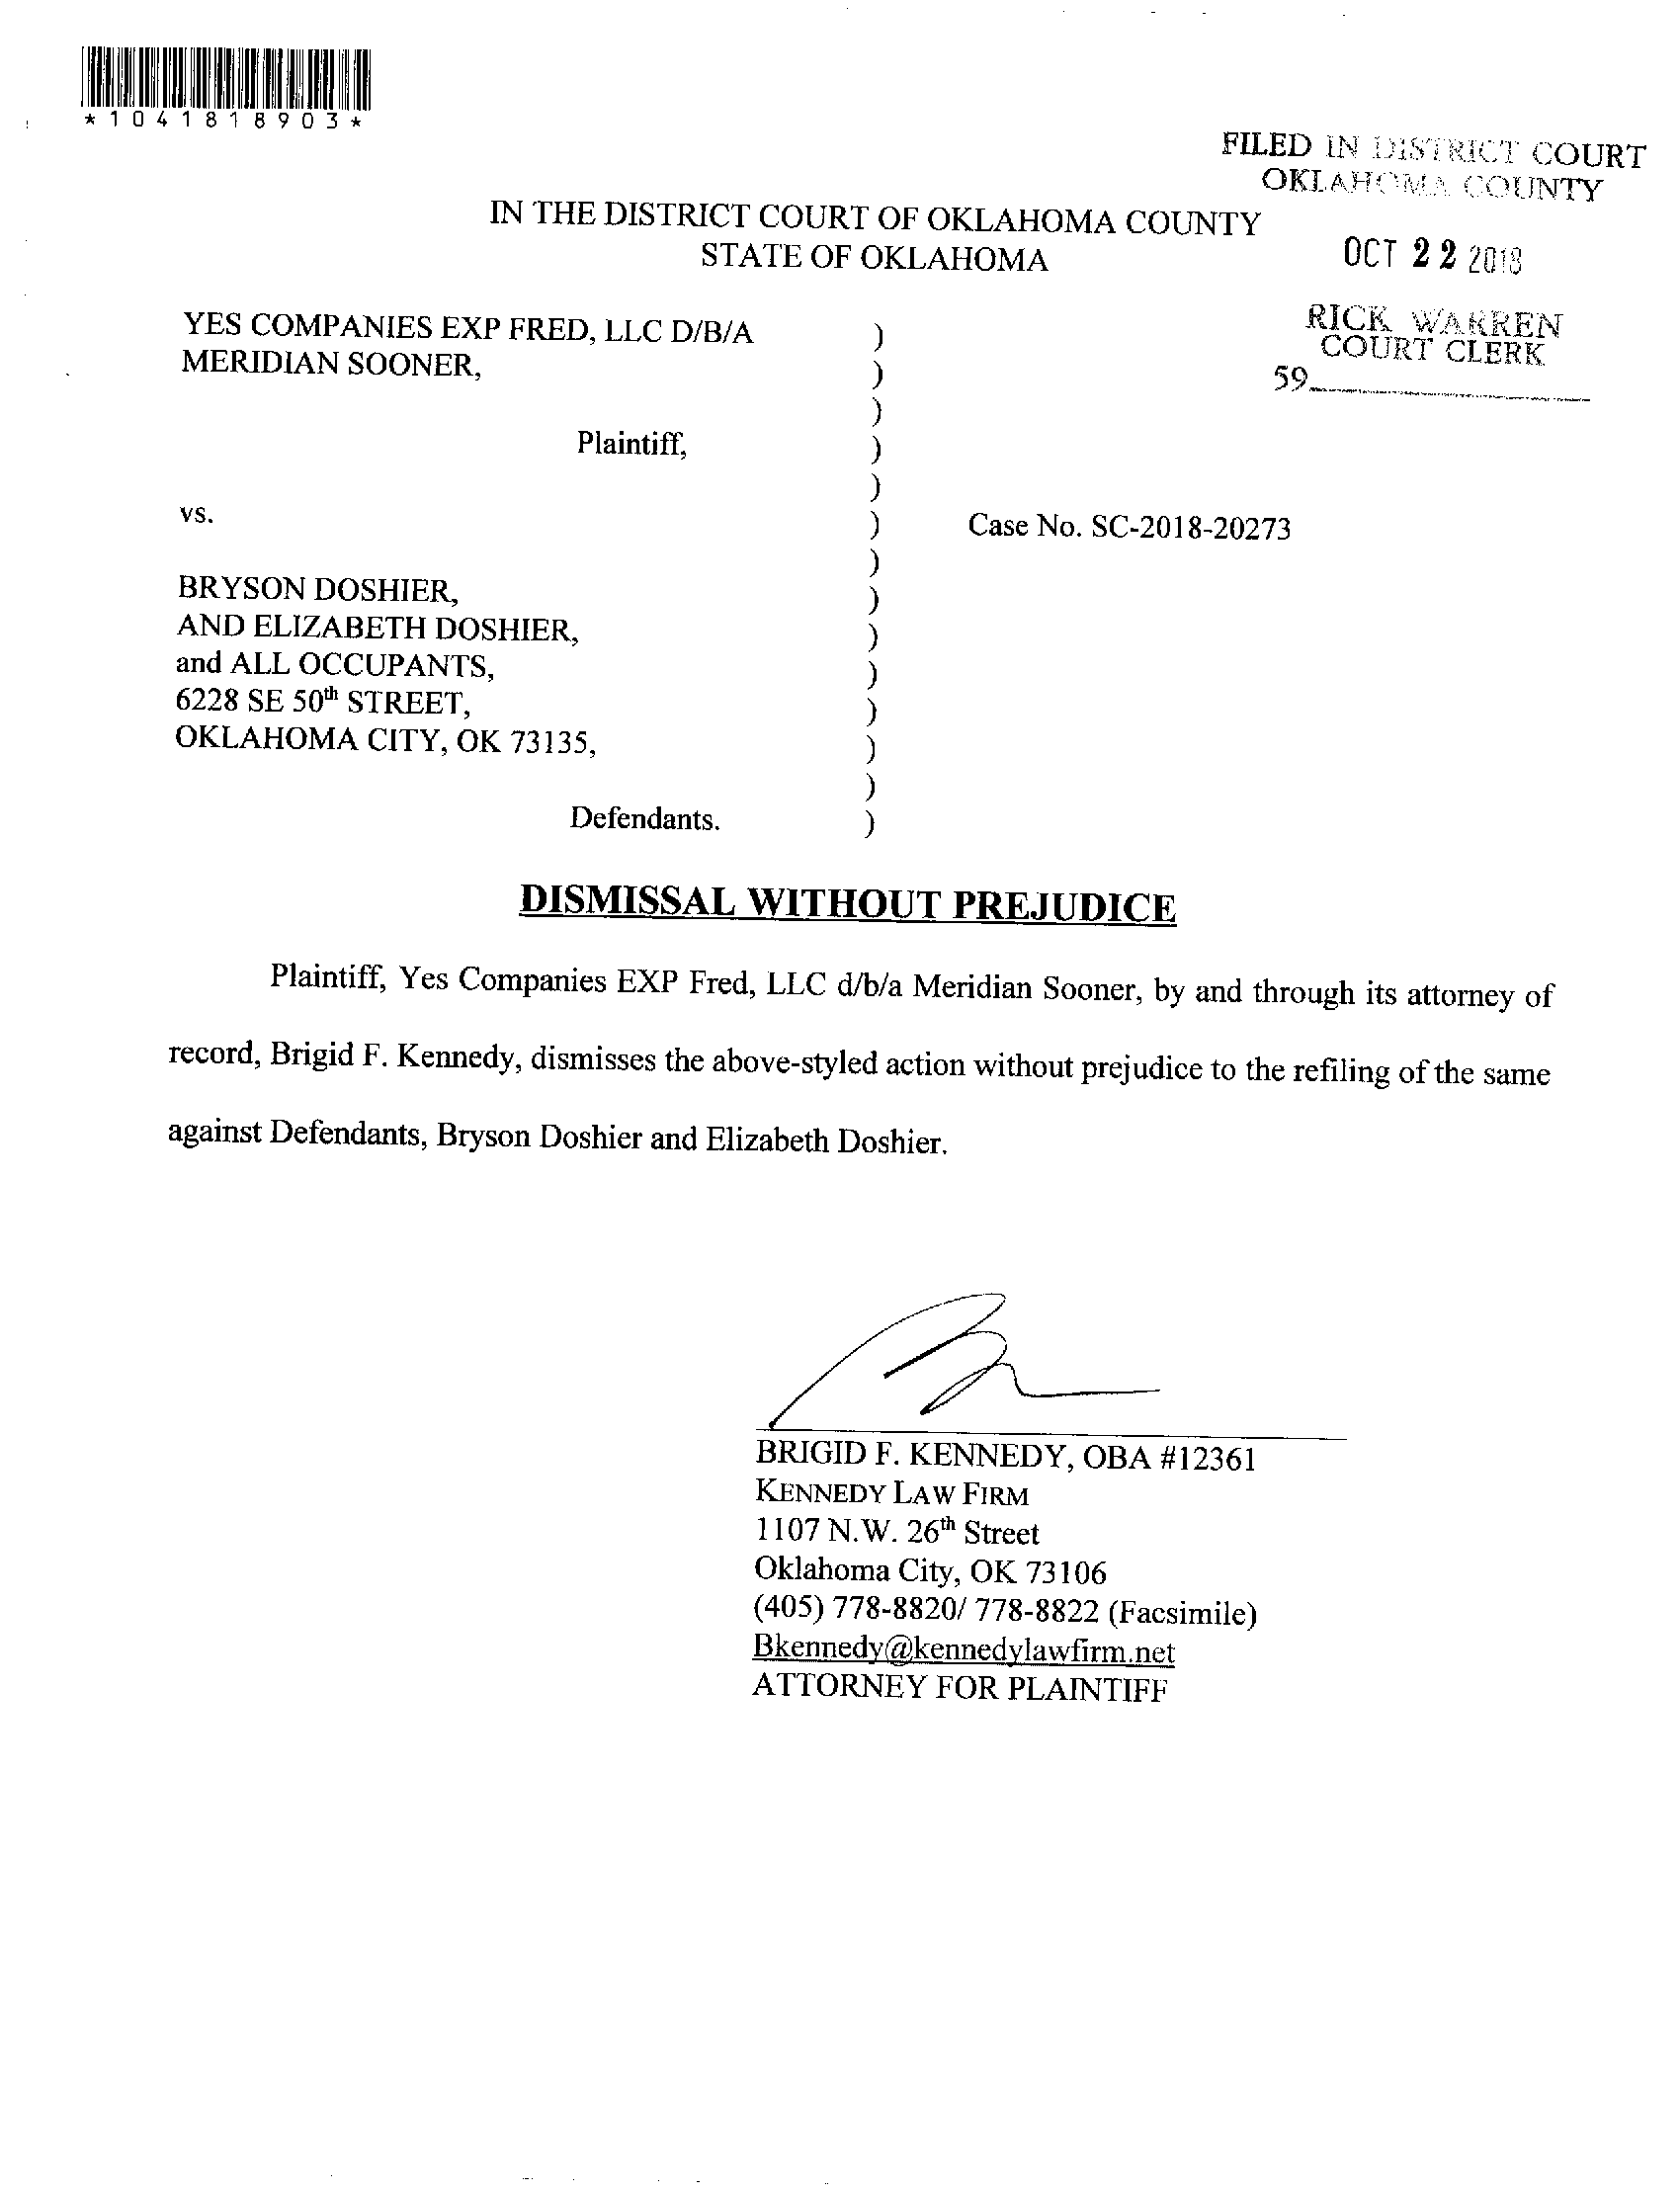 *1041818903*
FILED IN DISTRICT COURT
OKLAHOMA COUNTY
OCT 22 2018
RICK WARREN
COURT CLERK
59
IN THE DISTRICT COURT OF OKLAHOMA COUNTY
STATE OF OKLAHOMA
YES COMPANIES EXP FRED, LLC D/B/A )
MERIDIAN SOONER, )
)
Plaintiff, )
)
vs. ) Case No. SC-2018-20273
)
BRYSON DOSHIER, )
AND ELIZABETH DOSHIER, )
and ALL OCCUPANTS, )
6228 SE 50th STREET, )
OKLAHOMA CITY, OK 73135, )
)
Defendants. )
DISMISSAL WITHOUT PREJUDICE
Plaintiff, Yes Companies EXP Fred, LLC d/b/a Meridian Sooner, by and through its attorney of
record, Brigid F. Kennedy, dismisses the above-styled action without prejudice to the refiling of the same
against Defendants, Bryson Doshier and Elizabeth Doshier.
BRIGID F. KENNEDY, OBA #12361
KENNEDY LAW FIRM
1107 N.W. 26th Street
Oklahoma City, OK 73106
(405) 778-8820/ 778-8822 (Facsimile)
Bkennedy@kennedylawfirm.net
ATTORNEY FOR PLAINTIFF